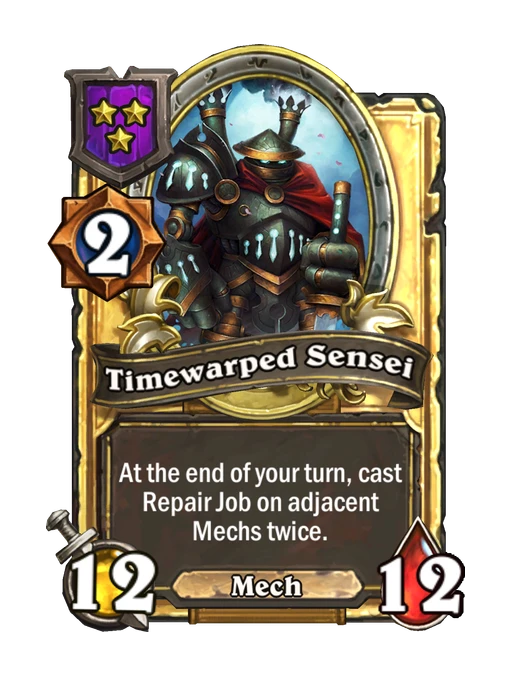 2
Timewarped Sensei
At the end of your turn, cast
Repair Job on adjacent
Mechs twice.
12
Mech
12